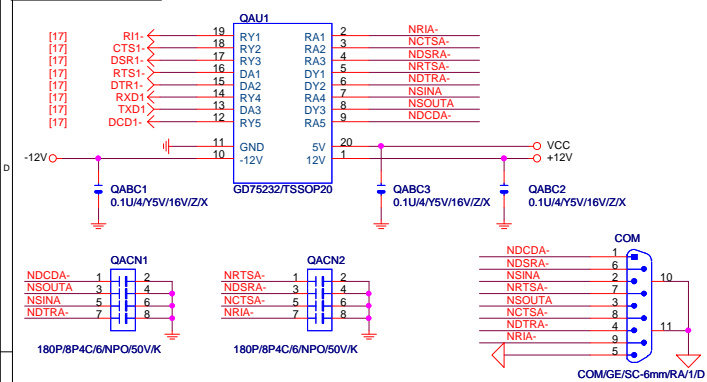 QAU1
[17] RI1- 19 RY1 RA1 2 NRIA-
[17] CTS1- 18 RY2 RA2 3 NCTSA-
[17] DSR1- 17 RY3 RA3 4 NDSRA-
[17] RTS1- 16 DA1 DY1 5 NRTSA-
[17] DTR1- 15 DA2 DY2 6 NDTRA-
[17] RXD1 14 RY4 RA4 7 NSINA
[17] TXD1 13 DA3 DY3 8 NSOUTA
[17] DCD1- 12 RY5 RA5 9 NDCDA-
11 GND 5V 20 VCC
-12V 10 -12V 12V 1 +12V
D
GD75232/TSSOP20
QABC1
0.1U/4/Y5V/16V/Z/X
QABC3
0.1U/4/Y5V/16V/Z/X
QABC2
0.1U/4/Y5V/16V/Z/X
QACN1
NDCDA- 1 2
NSOUTA 3 4
NSINA 5 6
NDTRA- 7 8
180P/8P4C/6/NPO/50V/K
QACN2
NRTSA- 1 2
NDSRA- 3 4
NCTSA- 5 6
NRIA- 7 8
180P/8P4C/6/NPO/50V/K
COM
NDCDA- 1
NDSRA- 6
NSINA 2 10
NRTSA- 7
NSOUTA 3
NCTSA- 8
NDTRA- 4 11
NRIA- 9
5
COM/GE/SC-6mm/RA/1/D